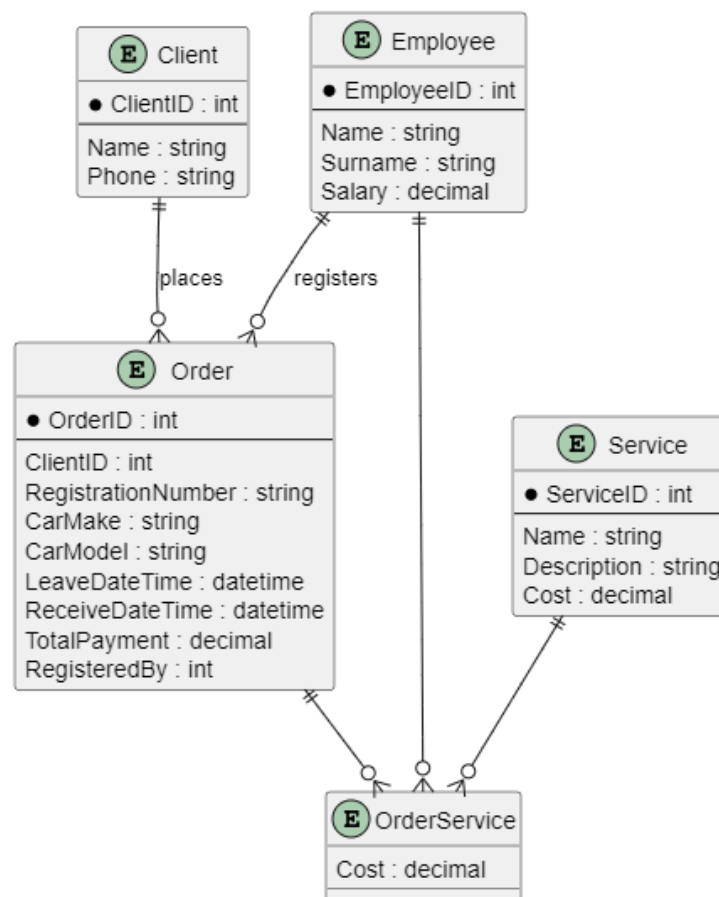 E Client
● ClientID : int
Name : string
Phone : string
E Employee
● EmployeeID : int
Name : string
Surname : string
Salary : decimal
places
registers
E Order
● OrderID : int
ClientID : int
RegistrationNumber : string
CarMake : string
CarModel : string
LeaveDateTime : datetime
ReceiveDateTime : datetime
TotalPayment : decimal
RegisteredBy : int
E Service
● ServiceID : int
Name : string
Description : string
Cost : decimal
E OrderService
Cost : decimal